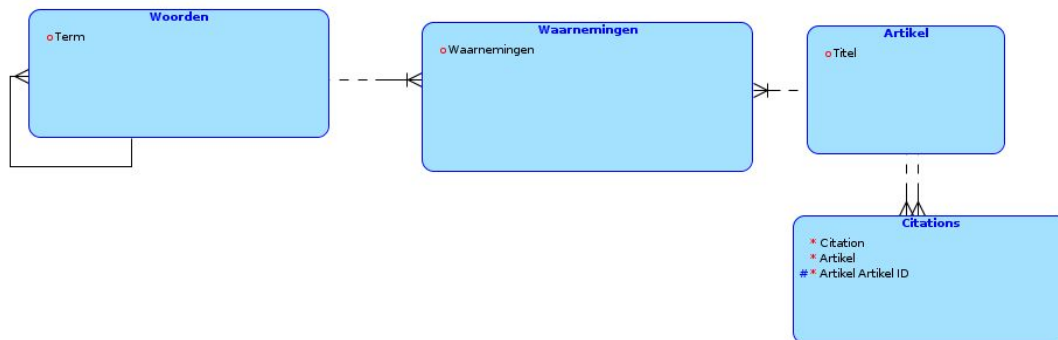 Woorden
Term
Waarnemingen
Waarnemingen
Artikel
Titel
Citations
* Citation
* Artikel
# * Artikel Artikel ID